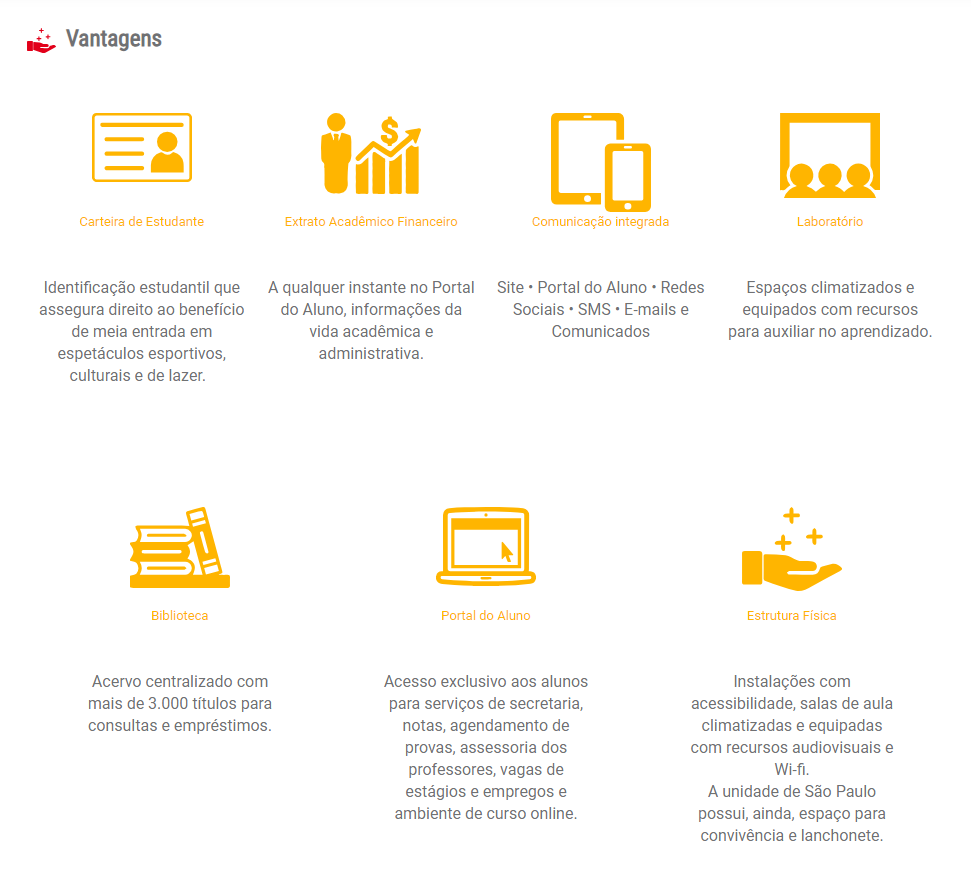 Vantagens
Carteira de Estudante
Identificação estudantil que
assegura direito ao benefício
de meia entrada em
espetáculos esportivos,
culturais e de lazer.
$
Extrato Acadêmico Financeiro
A qualquer instante no Portal
do Aluno, informações da
vida acadêmica e
administrativa.
Comunicação integrada
Site • Portal do Aluno • Redes
Sociais • SMS • E-mails e
Comunicados
Laboratório
Espaços climatizados e
equipados com recursos
para auxiliar no aprendizado.
Biblioteca
Acervo centralizado com
mais de 3.000 títulos para
consultas e empréstimos.
Portal do Aluno
Acesso exclusivo aos alunos
para serviços de secretaria,
notas, agendamento de
provas, assessoria dos
professores, vagas de
estágios e empregos e
ambiente de curso online.
Estrutura Física
Instalações com
acessibilidade, salas de aula
climatizadas e equipadas
com recursos audiovisuais e
Wi-fi.
A unidade de São Paulo
possui, ainda, espaço para
convivência e lanchonete.